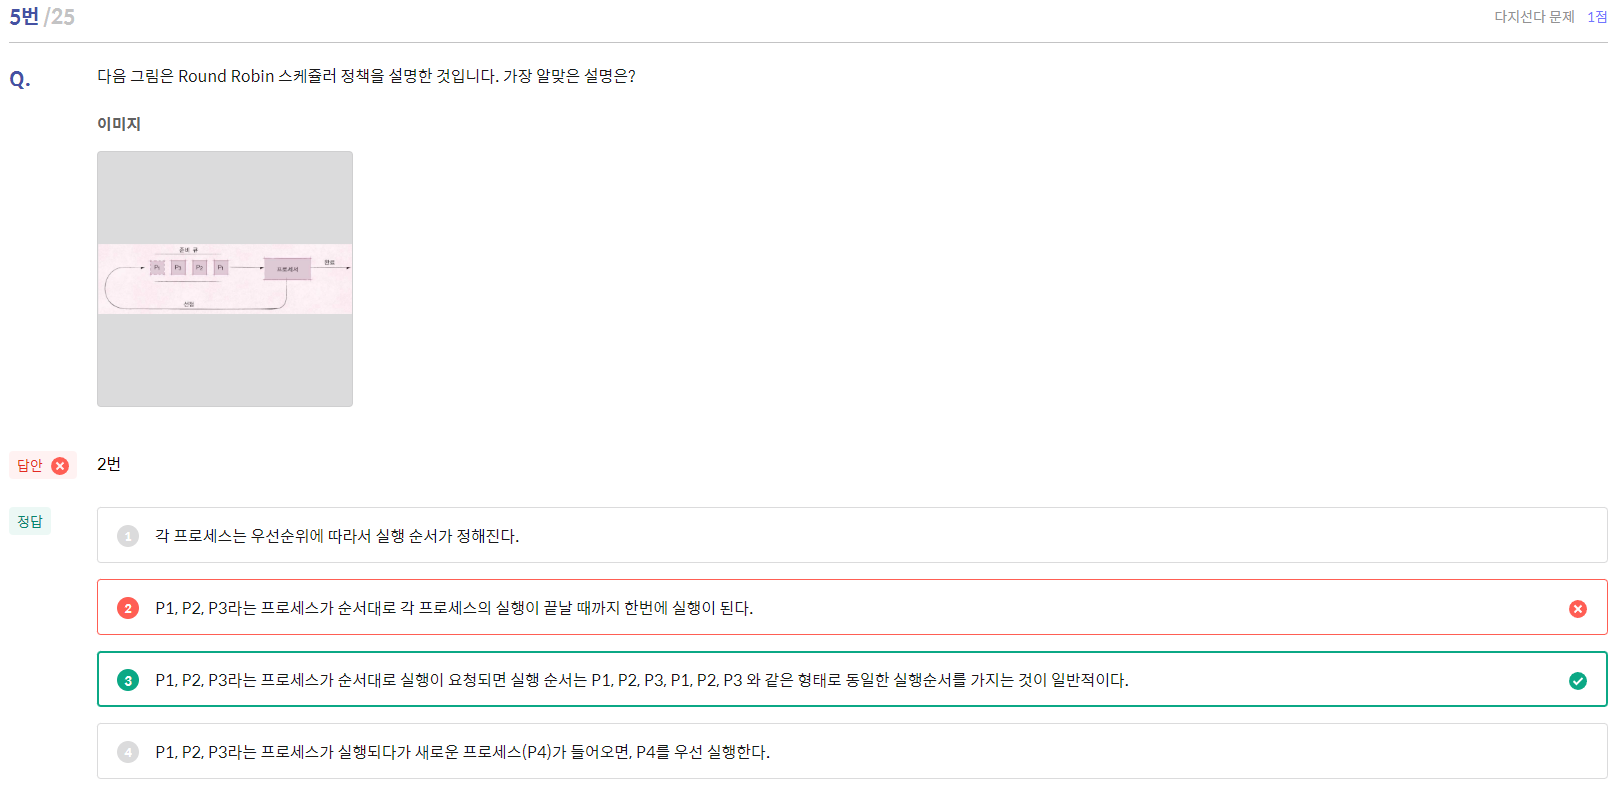 5번 /25
다지선다 문제 1점
Q.
다음 그림은 Round Robin 스케쥴러 정책을 설명한 것입니다. 가장 알맞은 설명은?
이미지
준비 큐
P₁ P₃ P₂ P₁
프로세서
완료
선점
답안
2번
정답
1 각 프로세스는 우선순위에 따라서 실행 순서가 정해진다.
2 P1, P2, P3라는 프로세스가 순서대로 각 프로세스의 실행이 끝날 때까지 한번에 실행이 된다.
3 P1, P2, P3라는 프로세스가 순서대로 실행이 요청되면 실행 순서는 P1, P2, P3, P1, P2, P3 와 같은 형태로 동일한 실행순서를 가지는 것이 일반적이다.
4 P1, P2, P3라는 프로세스가 실행되다가 새로운 프로세스(P4)가 들어오면, P4를 우선 실행한다.